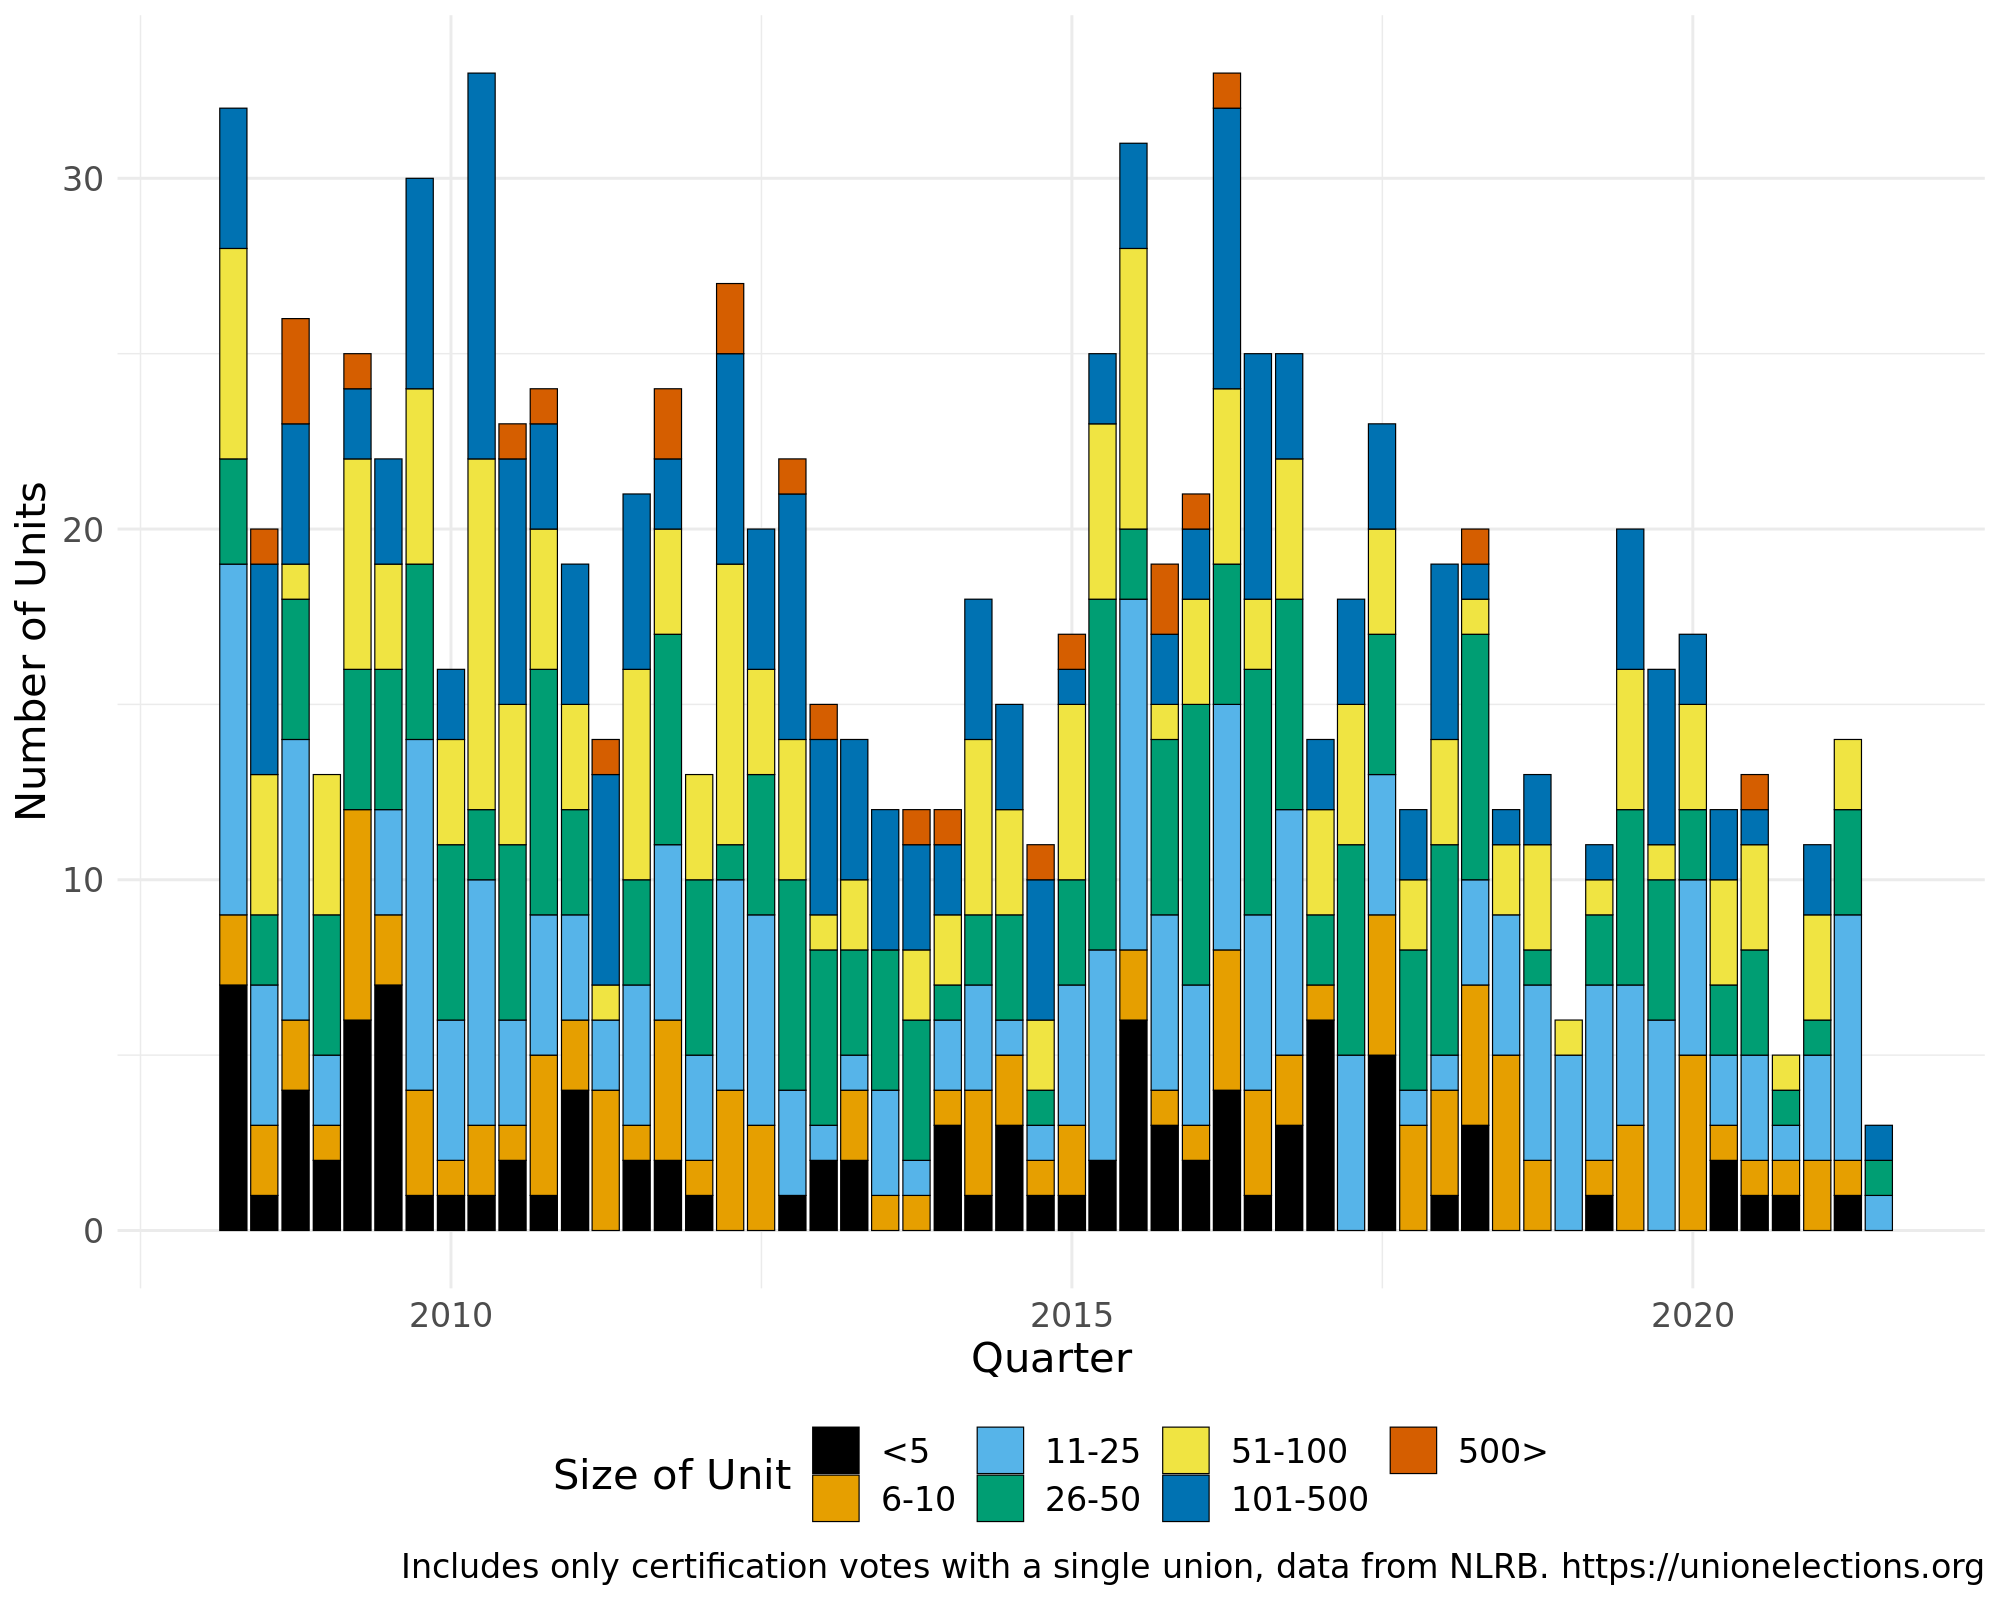 30
20
10
0
Number of Units
2010 2015 2020
Quarter
Size of Unit
<5 11-25 51-100 500>
6-10 26-50 101-500
Includes only certification votes with a single union, data from NLRB. https://unionelections.org